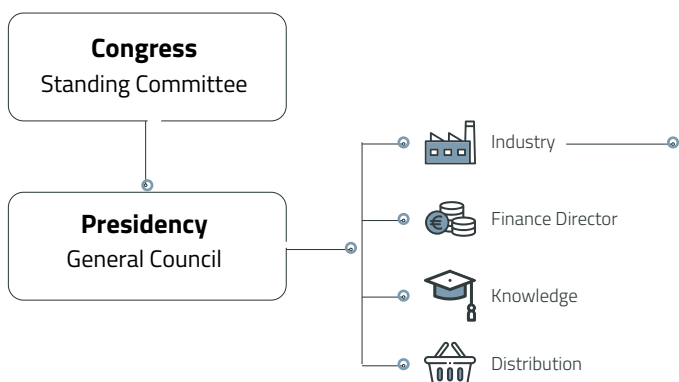 Congress
Standing Committee
Presidency
General Council
Industry
Finance Director
Knowledge
Distribution